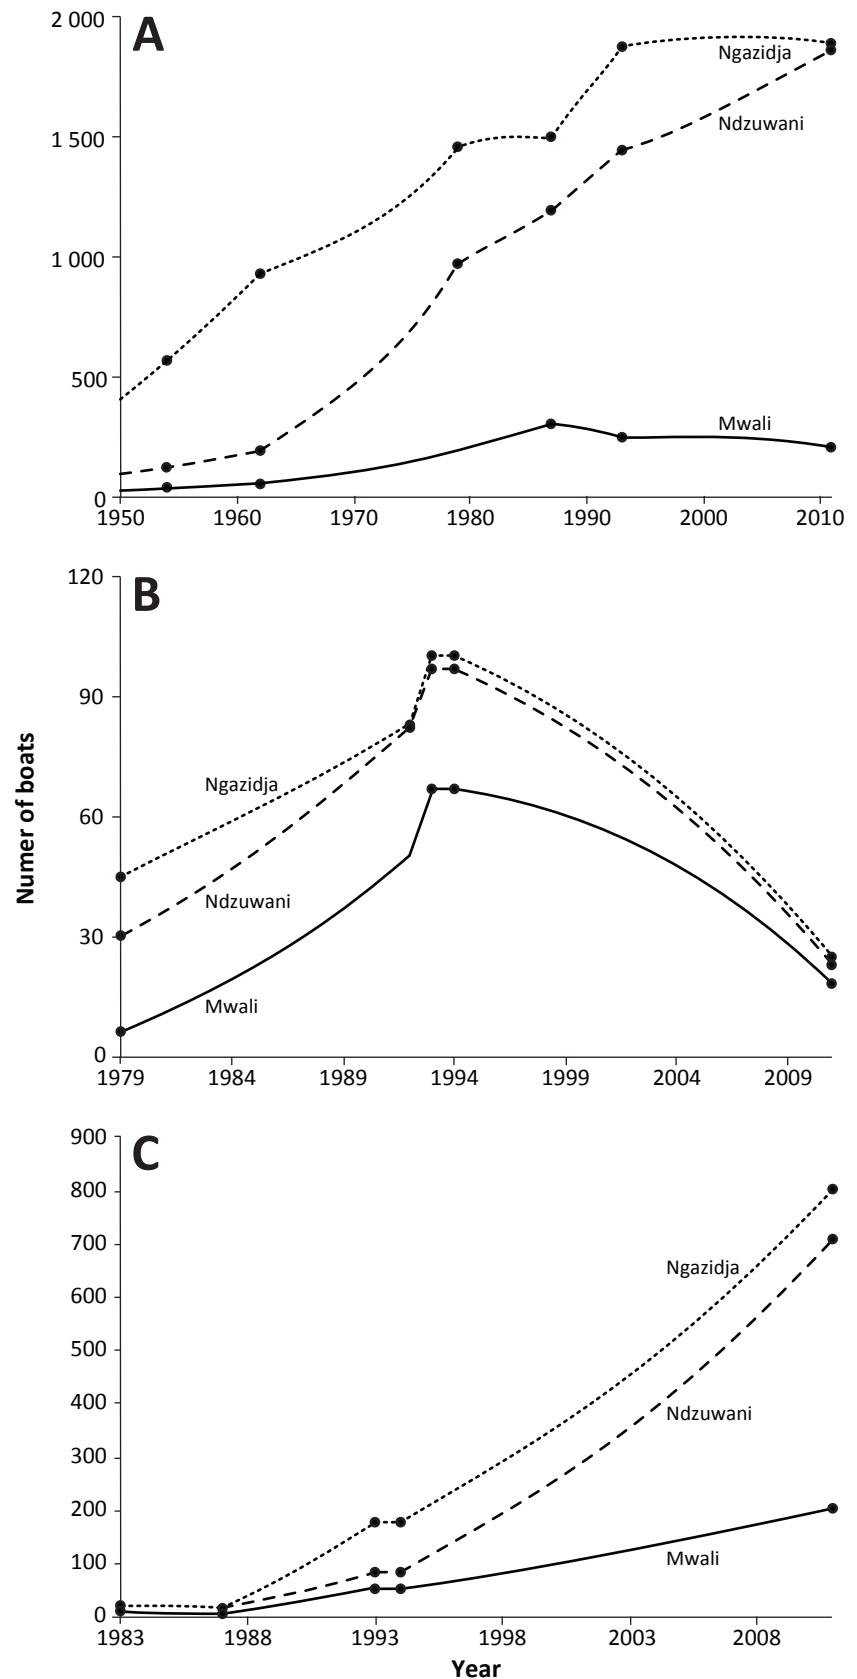 2 000
A
Ngazidja
1 500
Ndzuwani
1 000
500
Mwali
0
1950 1960 1970 1980 1990 2000 2010
120
B
90
Ngazidja
60
Ndzuwani
30
Mwali
0
1979 1984 1989 1994 1999 2004 2009
Numer of boats
900
C
800
700
Ngazidja
600
500
400
Ndzuwani
300
200
100
Mwali
0
1983 1988 1993 1998 2003 2008
Year